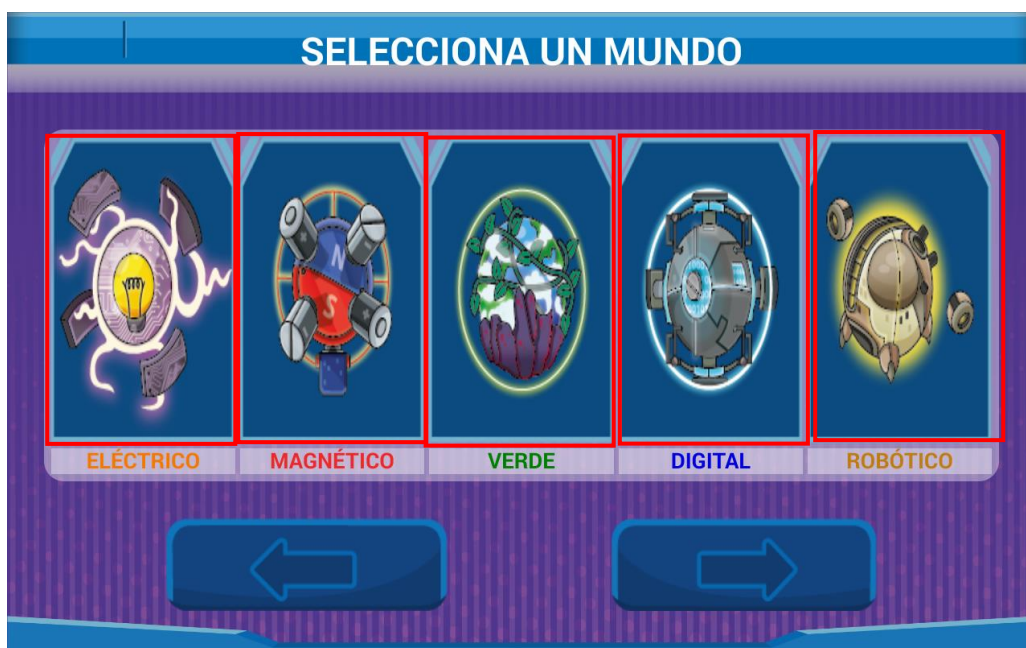 SELECCIONA UN MUNDO
N
S
ELÉCTRICO
MAGNÉTICO
VERDE
DIGITAL
ROBÓTICO